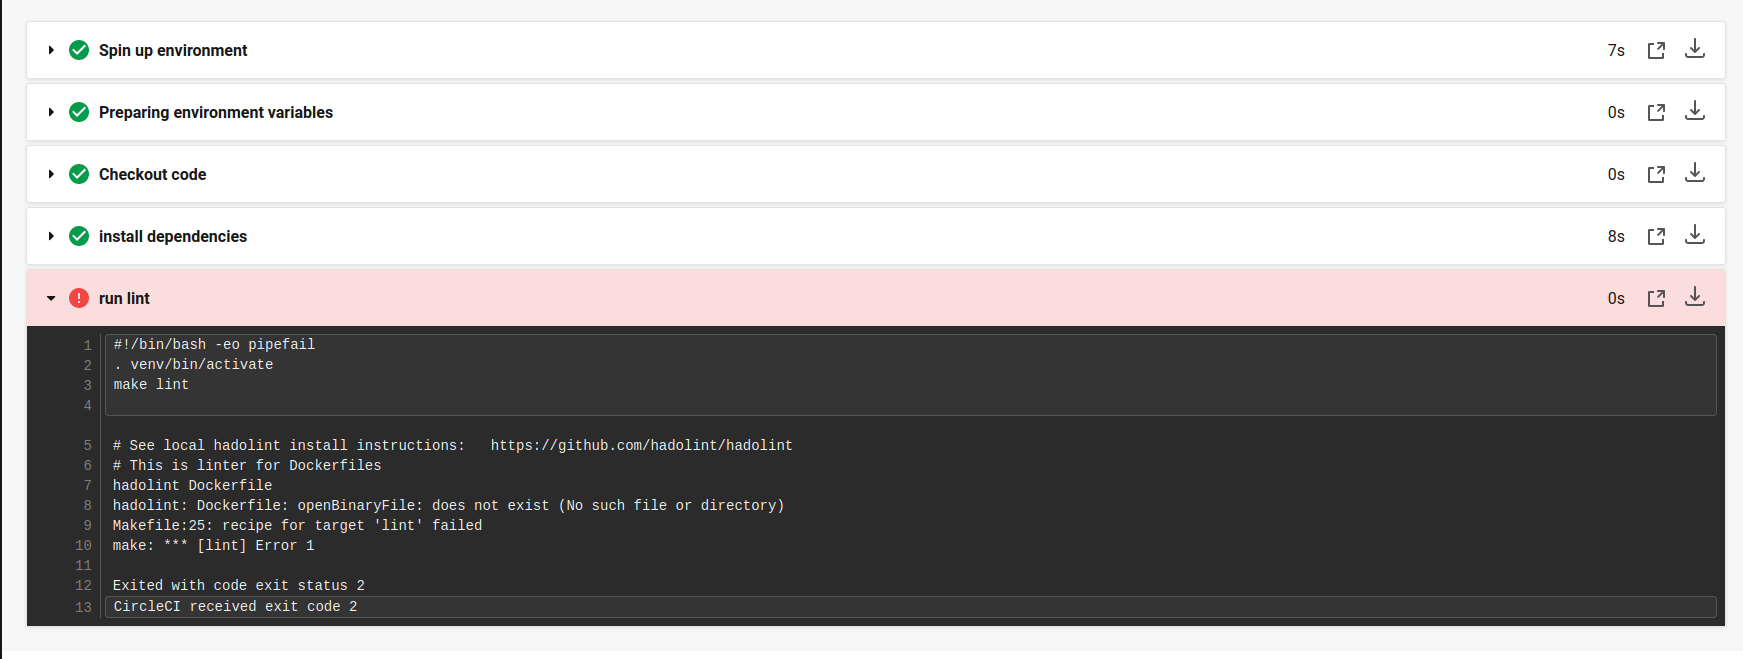 Spin up environment 7s
Preparing environment variables 0s
Checkout code 0s
install dependencies 8s
run lint 0s
1 #!/bin/bash -eo pipefail
2 . venv/bin/activate
3 make lint
4
5 # See local hadolint install instructions:   https://github.com/hadolint/hadolint
6 # This is linter for Dockerfiles
7 hadolint Dockerfile
8 hadolint: Dockerfile: openBinaryFile: does not exist (No such file or directory)
9 Makefile:25: recipe for target 'lint' failed
10 make: *** [lint] Error 1
11
12 Exited with code exit status 2
13 CircleCI received exit code 2